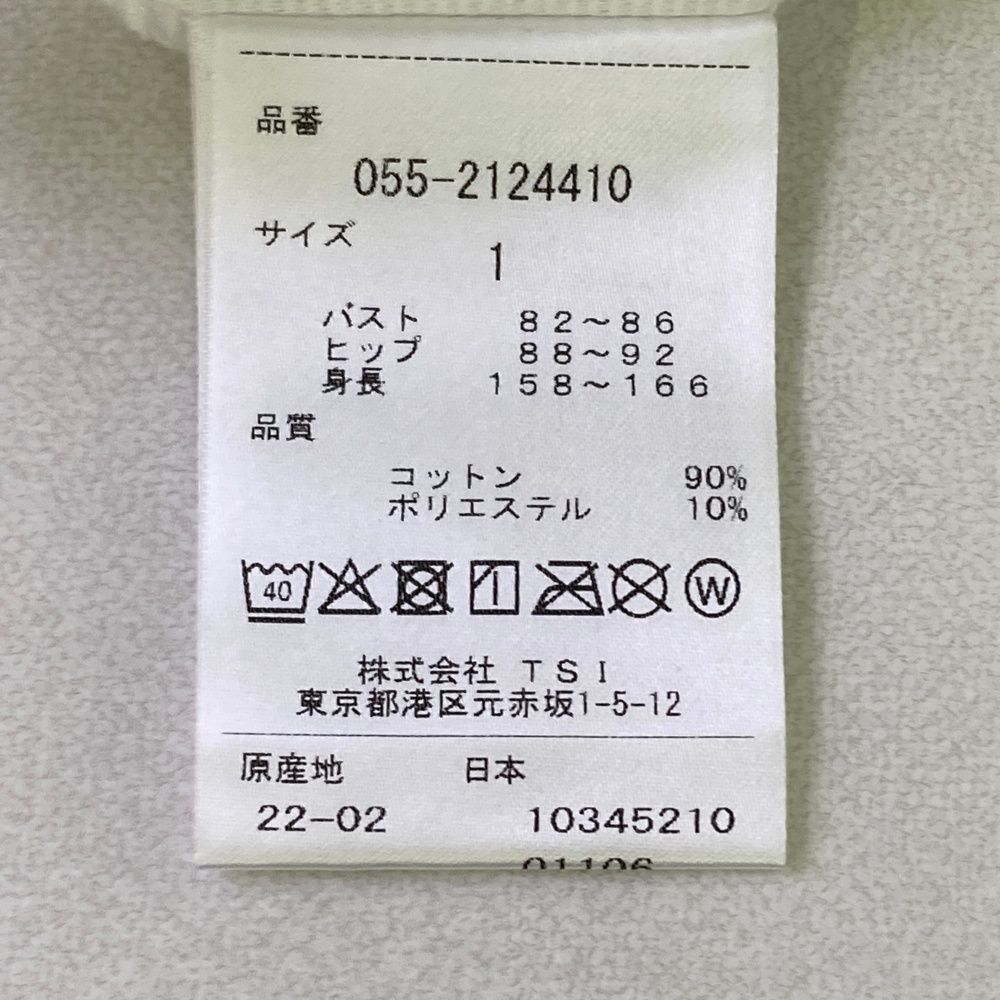 品番
055-2124410
サイズ
1
バスト 82～86
ヒップ 88～92
身長 158～166
品質
コットン 90%
ポリエステル 10%
40 W
株式会社 TSI
東京都港区元赤坂1-5-12
原産地 日本
22-02 10345210